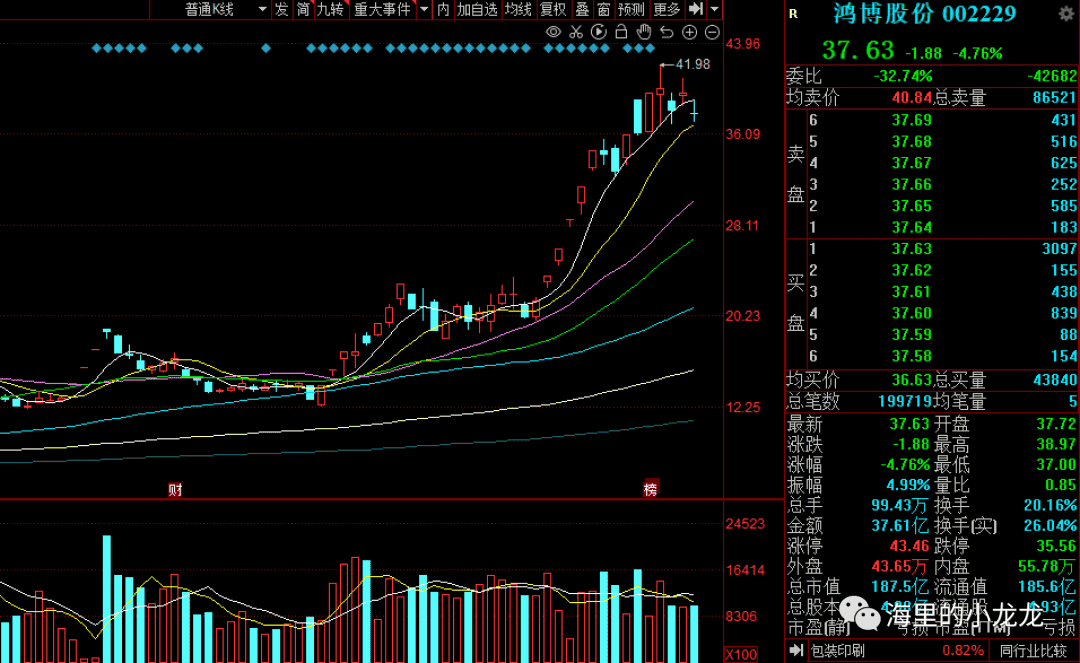 普通K线 发 简 九转 重大事件 内 加自选 均线 复权 叠 窗 预测 更多
R 鸿博股份 002229
37.63 -1.88 -4.76%
43.96
41.98
36.09
28.11
20.23
12.25
财 榜
24523
16414
8306
X100
委比 -32.74% -42682
均卖价 40.84 总卖量 86521
卖盘
6 37.69 431
5 37.68 516
4 37.67 625
3 37.66 252
2 37.65 585
1 37.64 183
买盘
1 37.63 3097
2 37.62 155
3 37.61 438
4 37.60 839
5 37.59 88
6 37.58 154
均买价 36.63 总买量 43840
总笔数 199719 均笔量 5
最新 37.63 开盘 37.72
涨跌 -1.88 最高 38.97
涨幅 -4.76% 最低 37.00
振幅 4.99% 量比 0.85
总手 99.43万 换手 20.16%
金额 37.61亿 换手(实) 26.04%
涨停 43.46 跌停 35.56
外盘 43.65万 内盘 55.78万
总市值 187.5亿 流通值 185.6亿
总股本 4.93亿
市盈(静) 亏损 市盈(TTM) 亏损
海里的小龙龙
包装印刷 0.82% 同行业比较